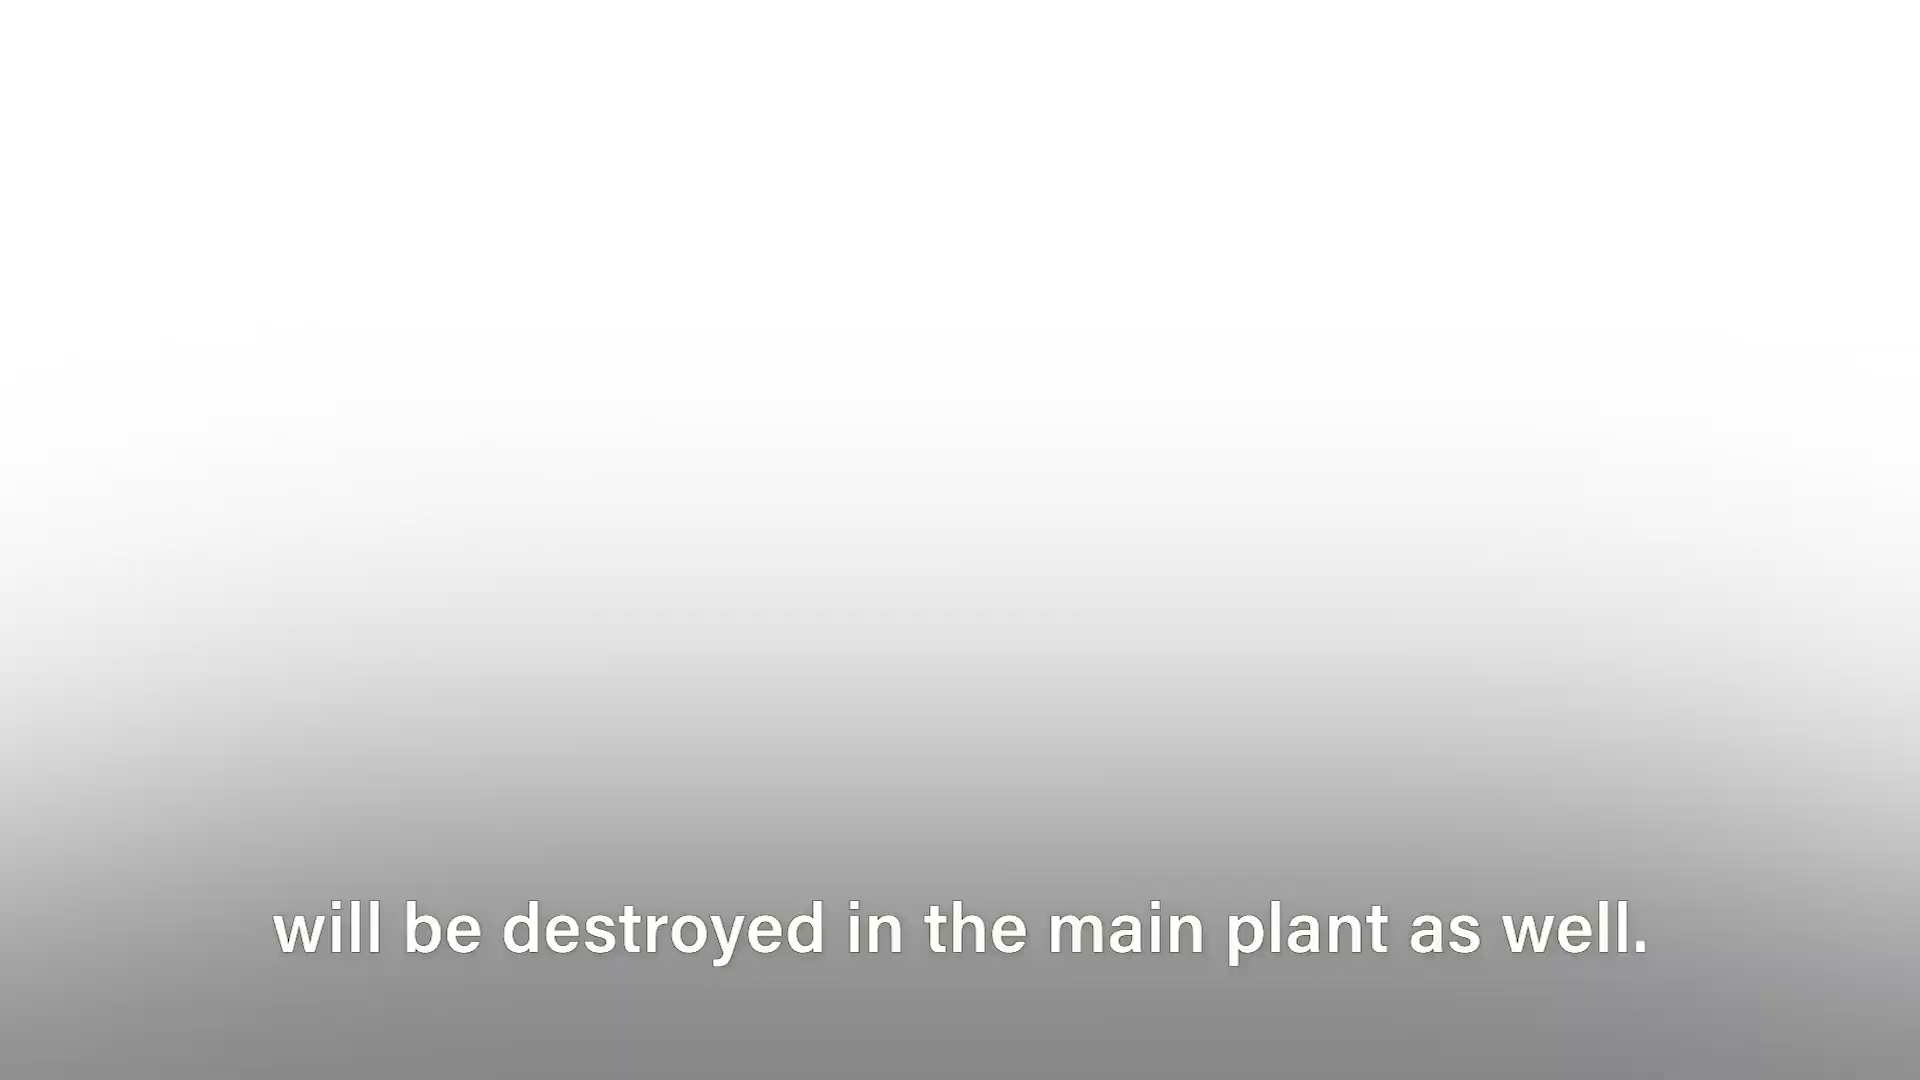 will be destroyed in the main plant as well.